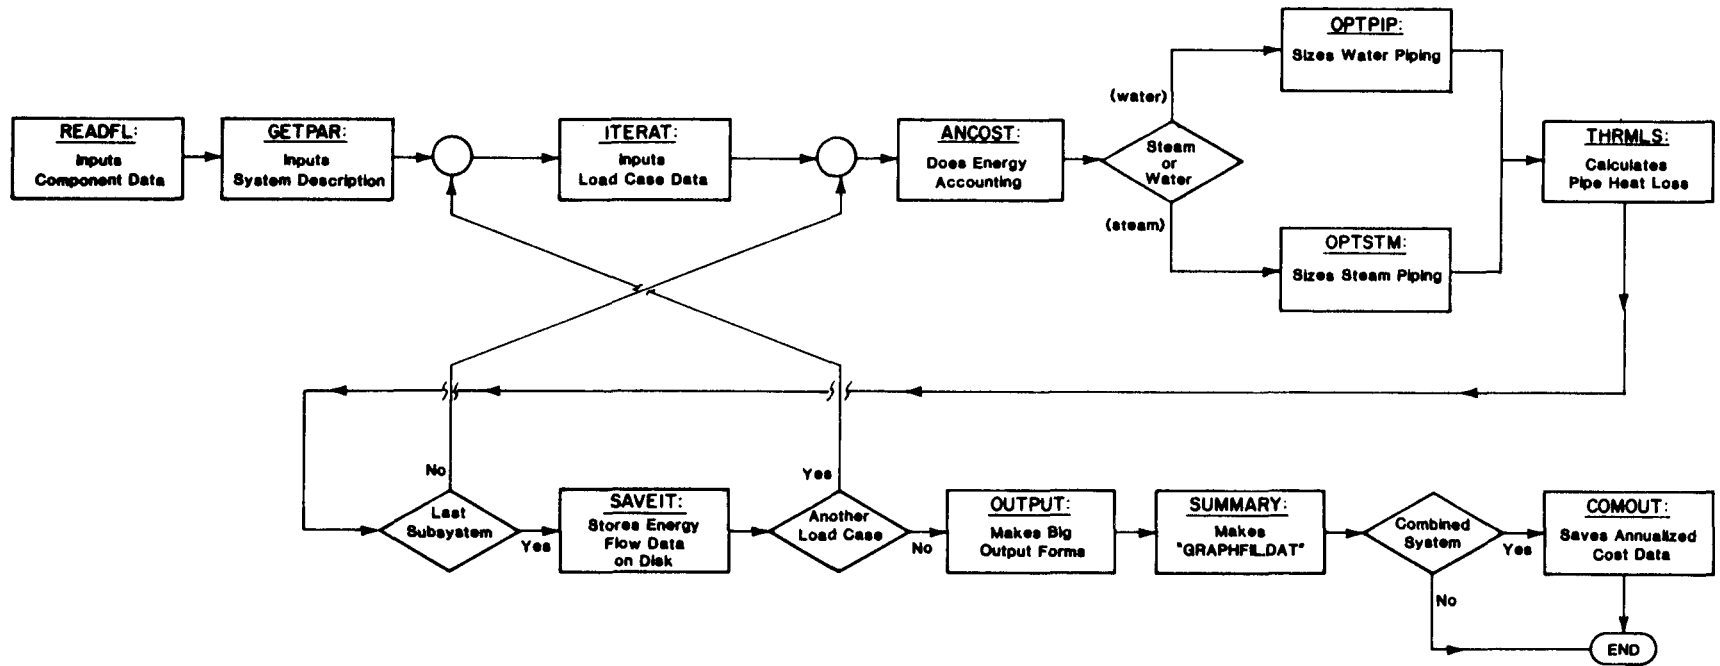 READFL:
Inputs
Component Data
GETPAR:
Inputs
System Description
ITERAT:
Inputs
Load Case Data
ANCOST:
Does Energy
Accounting
Steam
or
Water
(water)
(steam)
OPTPIP:
Sizes Water Piping
OPTSTM:
Sizes Steam Piping
THRMLS:
Calculates
Pipe Heat Loss
Last
Subsystem
No
Yes
SAVEIT:
Stores Energy
Flow Data
on Disk
Another
Load Case
Yes
No
OUTPUT:
Makes Big
Output Forms
SUMMARY:
Makes
"GRAPHFIL.DAT"
Combined
System
Yes
No
COMOUT:
Saves Annualized
Cost Data
END